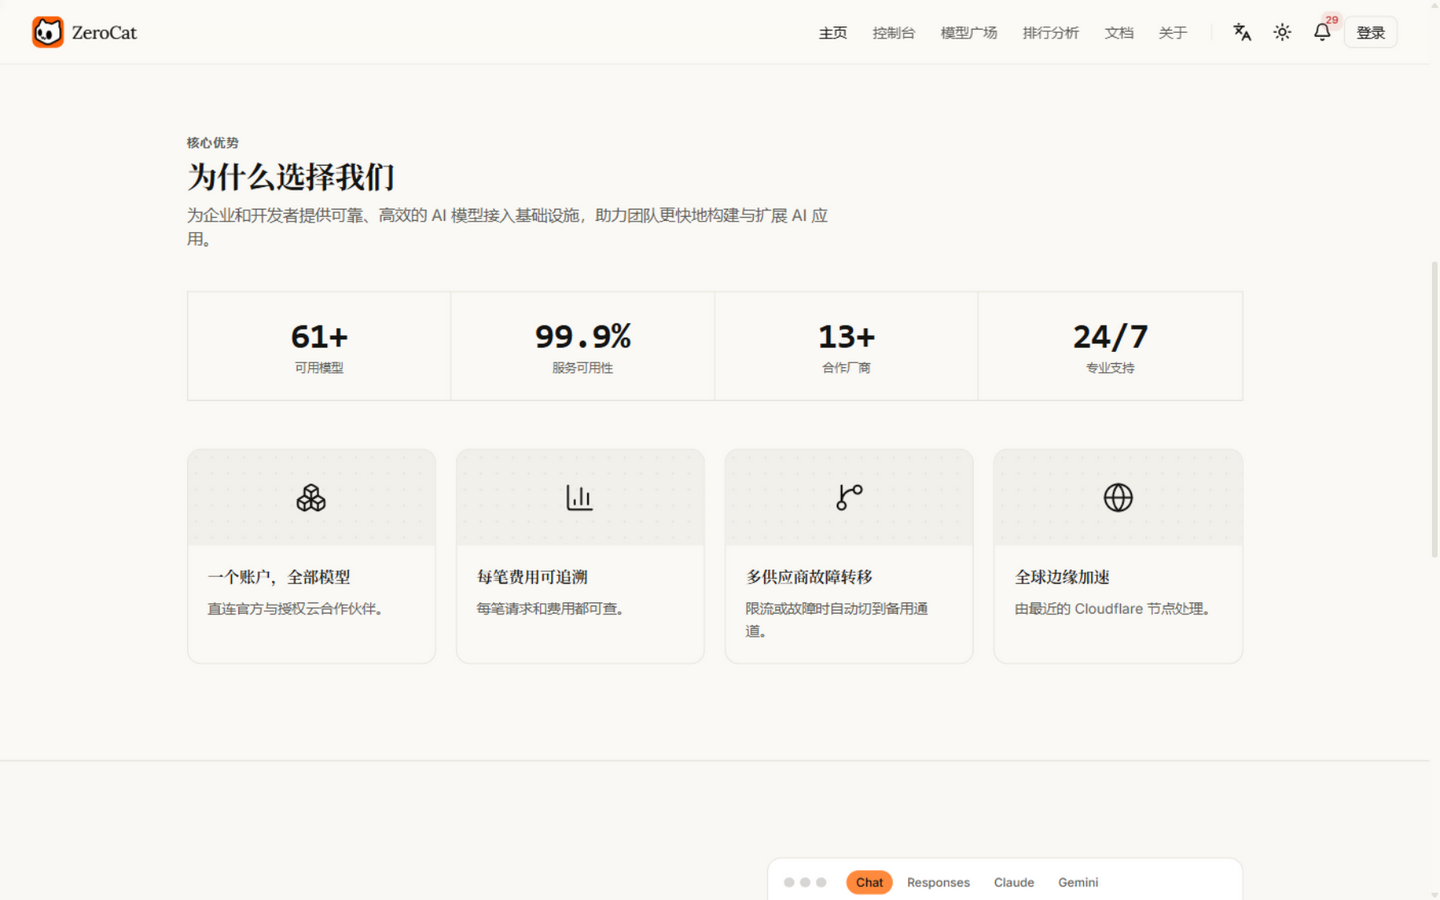 ZeroCat
主页
控制台
模型广场
排行分析
文档
关于
29
登录
核心优势
为什么选择我们
为企业和开发者提供可靠、高效的 AI 模型接入基础设施，助力团队更快地构建与扩展 AI 应
用。
61+
可用模型
99.9%
服务可用性
13+
合作厂商
24/7
专业支持
一个账户，全部模型
直连官方与授权云合作伙伴。
每笔费用可追溯
每笔请求和费用都可查。
多供应商故障转移
限流或故障时自动切到备用通
道。
全球边缘加速
由最近的 Cloudflare 节点处理。
Chat
Responses
Claude
Gemini